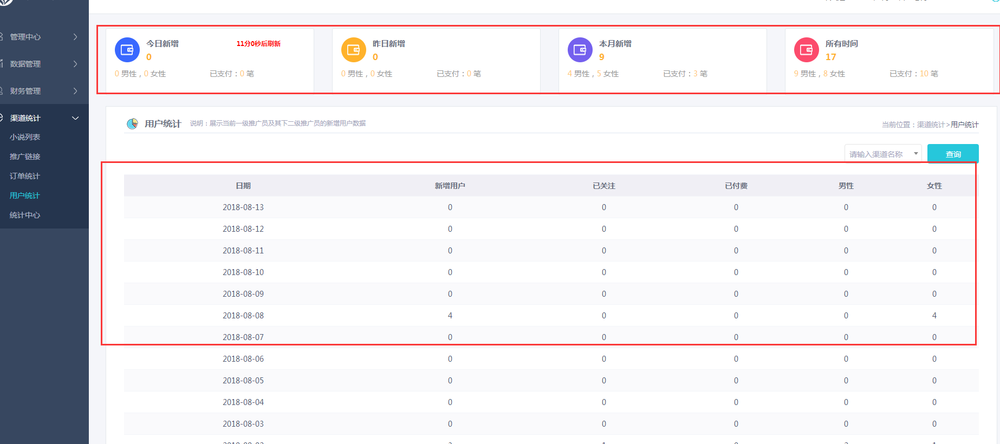 管理中心
数据管理
财务管理
渠道统计
小说列表
推广链接
订单统计
用户统计
统计中心
今日新增 11分0秒后刷新
0
0 男性，0 女性 已支付：0 笔
昨日新增
0
0 男性，0 女性 已支付：0 笔
本月新增
9
4 男性，5 女性 已支付：3 笔
所有时间
17
9 男性，8 女性 已支付：10 笔
用户统计 说明：展示当前一级推广员及其下二级推广员的新增用户数据
当前位置：渠道统计>用户统计
请输入渠道名称 查询
日期 新增用户 已关注 已付费 男性 女性
2018-08-13 0 0 0 0 0
2018-08-12 0 0 0 0 0
2018-08-11 0 0 0 0 0
2018-08-10 0 0 0 0 0
2018-08-09 0 0 0 0 0
2018-08-08 4 0 0 0 4
2018-08-07 0 0 0 0 0
2018-08-06 0 0 0 0 0
2018-08-05 0 0 0 0 0
2018-08-04 0 0 0 0 0
2018-08-03 0 0 0 0 0